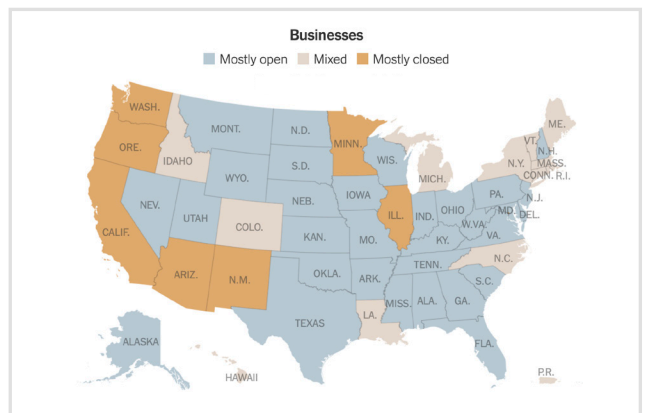 Businesses
Mostly open Mixed Mostly closed
WASH.
MONT.
N.D.
MINN.
ME.
VT.
N.H.
ORE.
IDAHO
S.D.
WIS.
N.Y.
MASS.
WYO.
MICH.
CONN.
R.I.
NEB.
IOWA
PA.
N.J.
NEV.
UTAH
COLO.
ILL.
IND.
OHIO
MD.
DEL.
CALIF.
KAN.
MO.
KY.
W.VA.
VA.
N.C.
ARIZ.
N.M.
OKLA.
ARK.
TENN.
S.C.
TEXAS
LA.
MISS.
ALA.
GA.
ALASKA
FLA.
HAWAII
P.R.